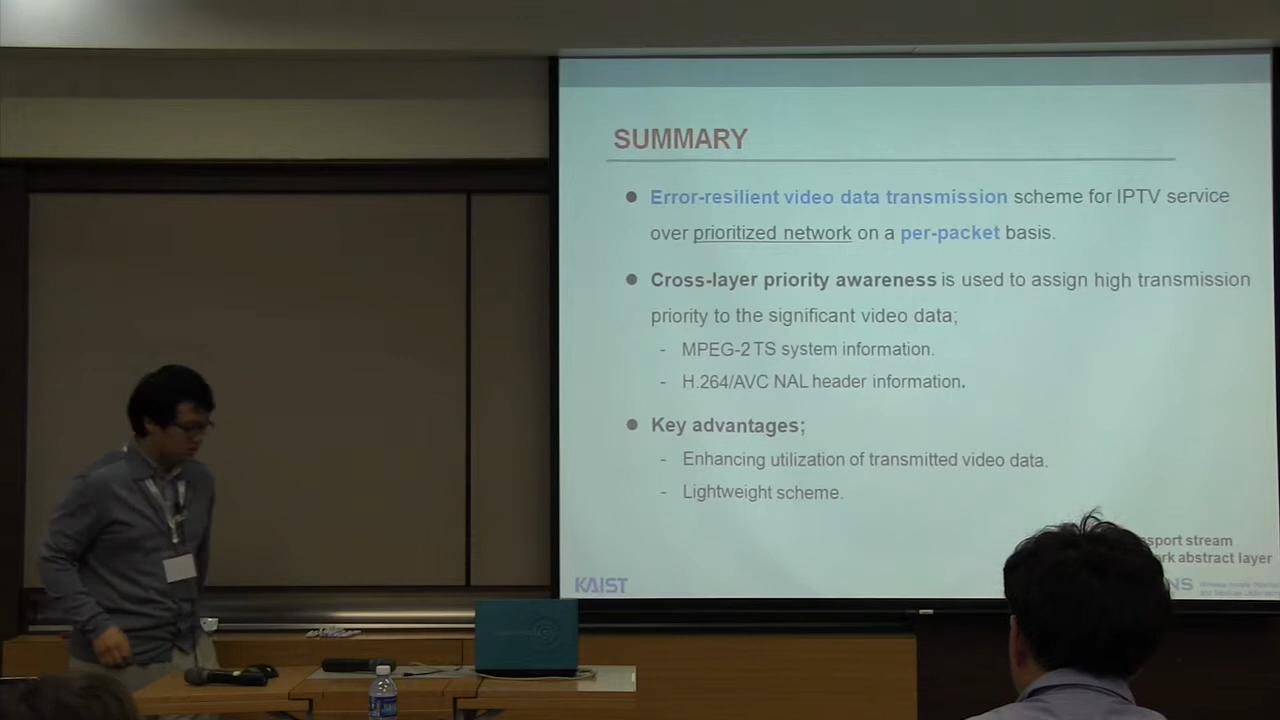 SUMMARY
Error-resilient video data transmission scheme for IPTV service
over prioritized network on a per-packet basis.
Cross-layer priority awareness is used to assign high transmission
priority to the significant video data;
- MPEG-2 TS system information.
- H.264/AVC NAL header information.
Key advantages;
- Enhancing utilization of transmitted video data.
- Lightweight scheme.
stream
abstract layer
KAIST